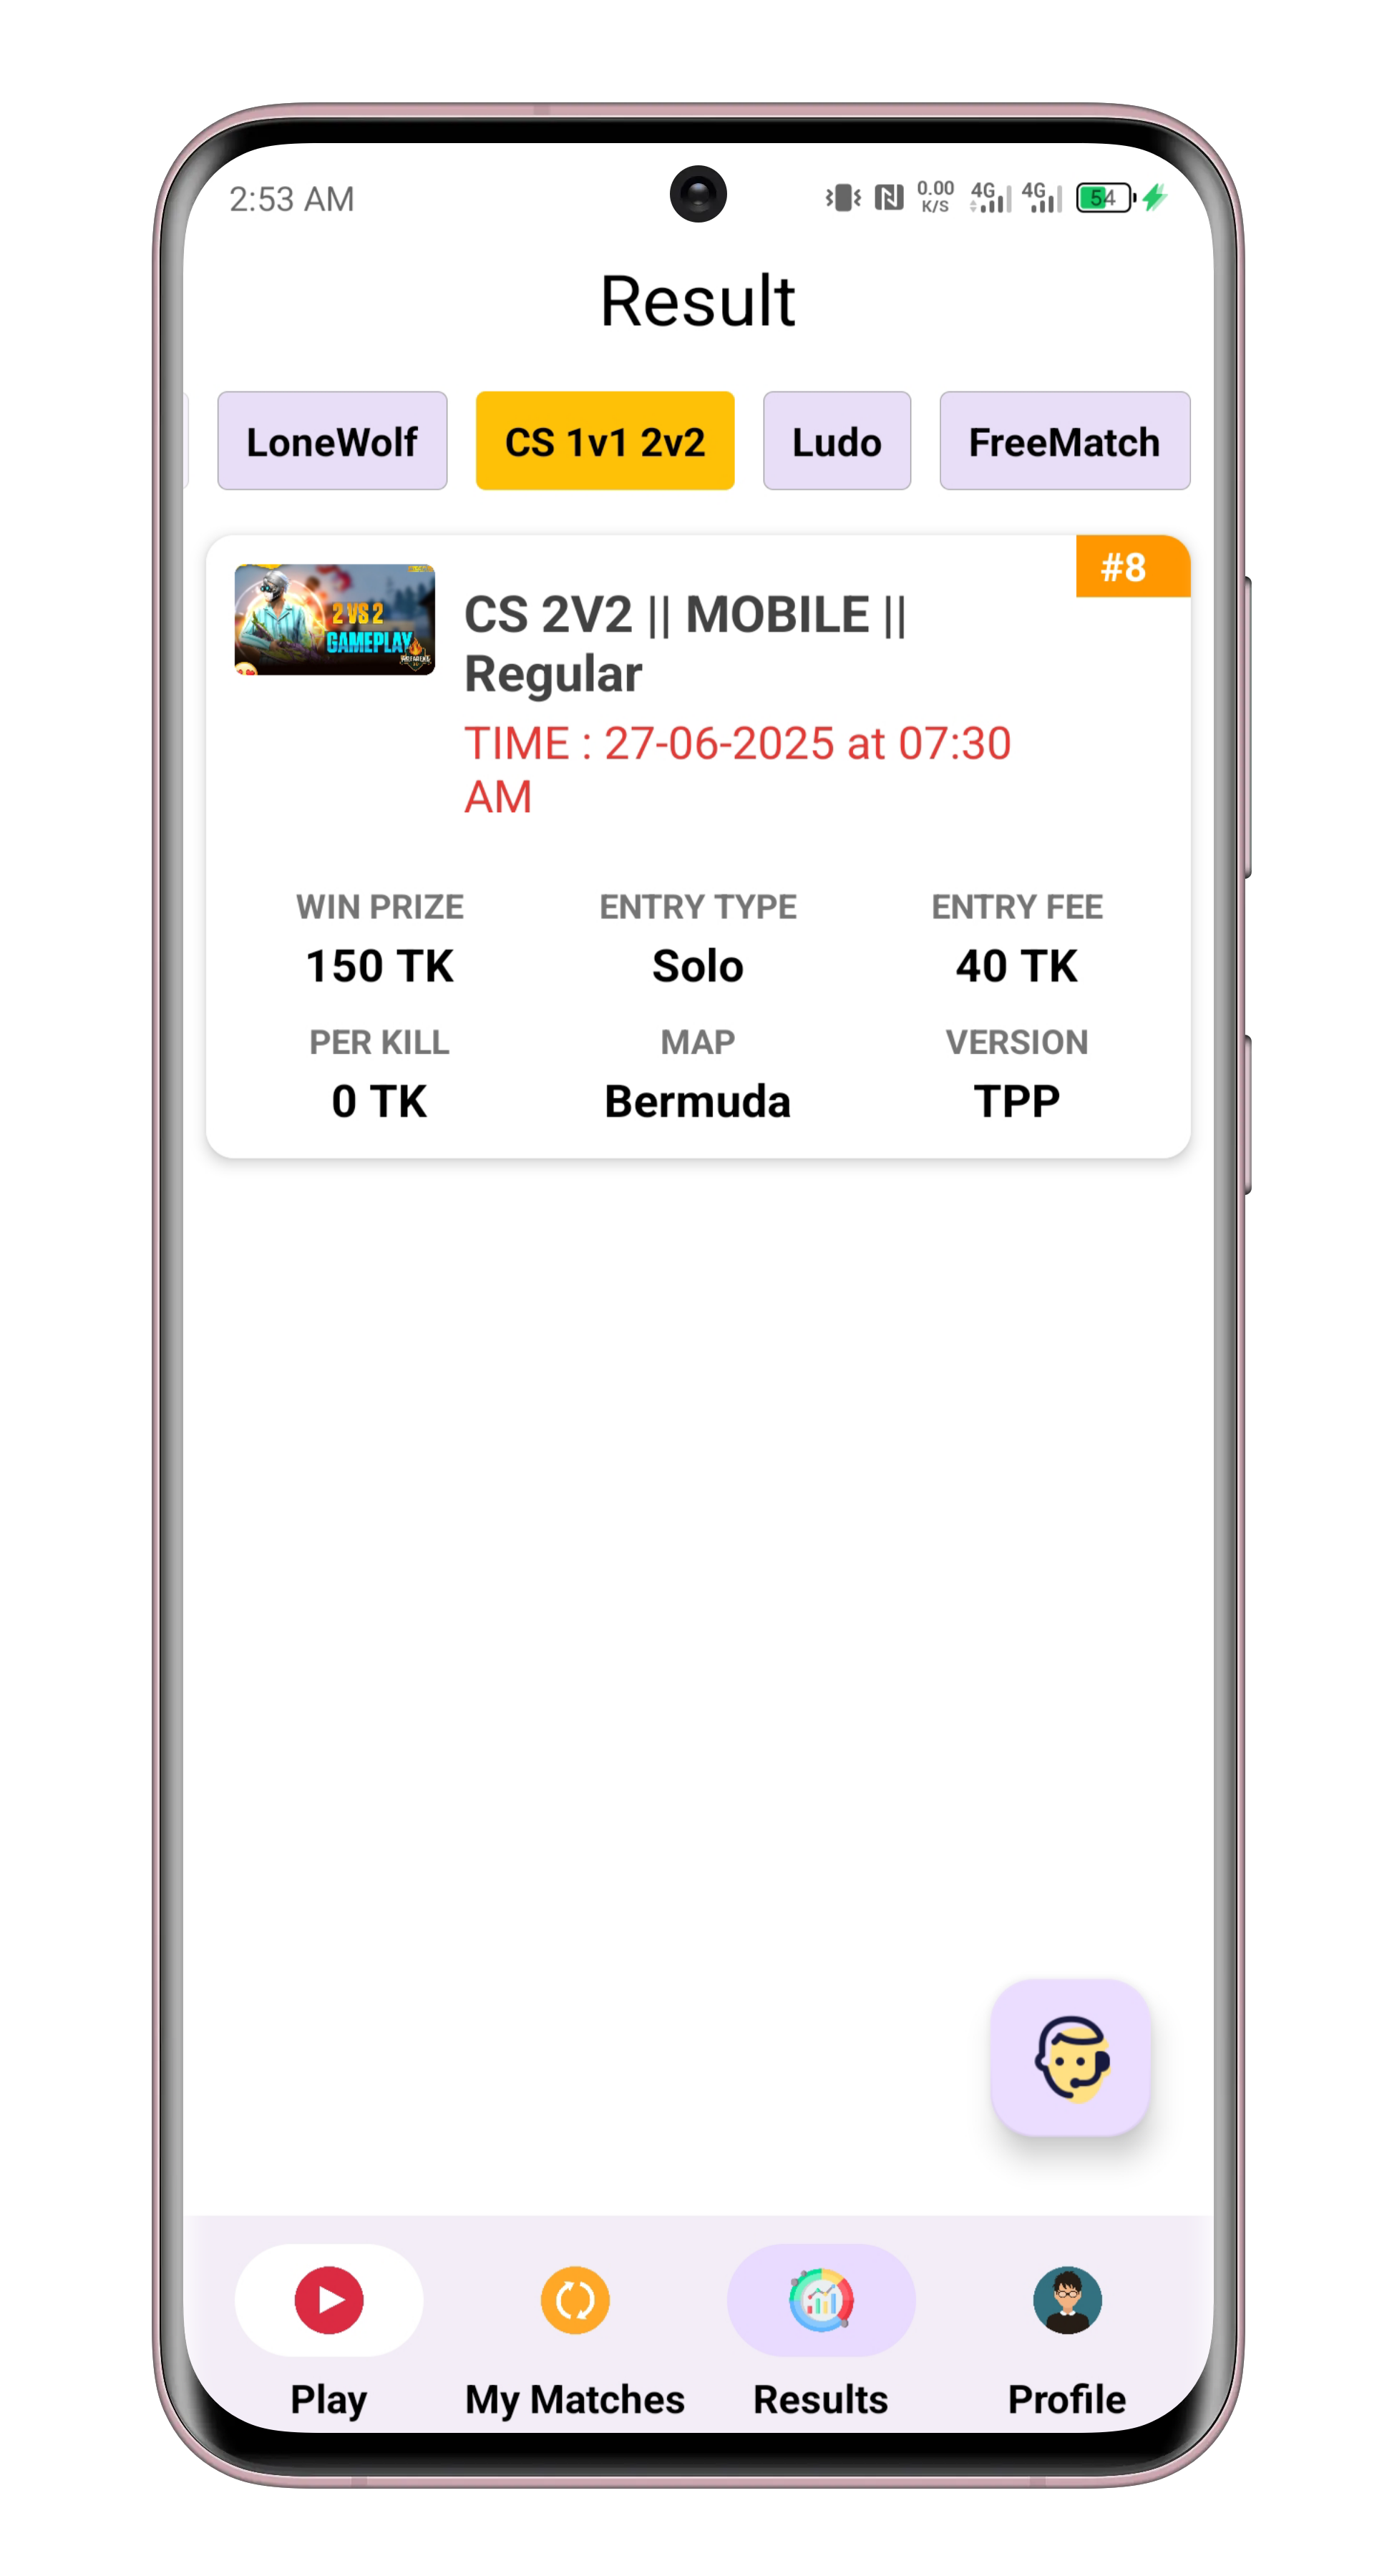 2:53 AM
0.00 K/S 4G 4G 54
Result
LoneWolf CS 1v1 2v2 Ludo FreeMatch
#8
2 VS 2
GAMEPLAY
CS 2V2 || MOBILE ||
Regular
TIME : 27-06-2025 at 07:30
AM
WIN PRIZE ENTRY TYPE ENTRY FEE
150 TK Solo 40 TK
PER KILL MAP VERSION
0 TK Bermuda TPP
Play My Matches Results Profile